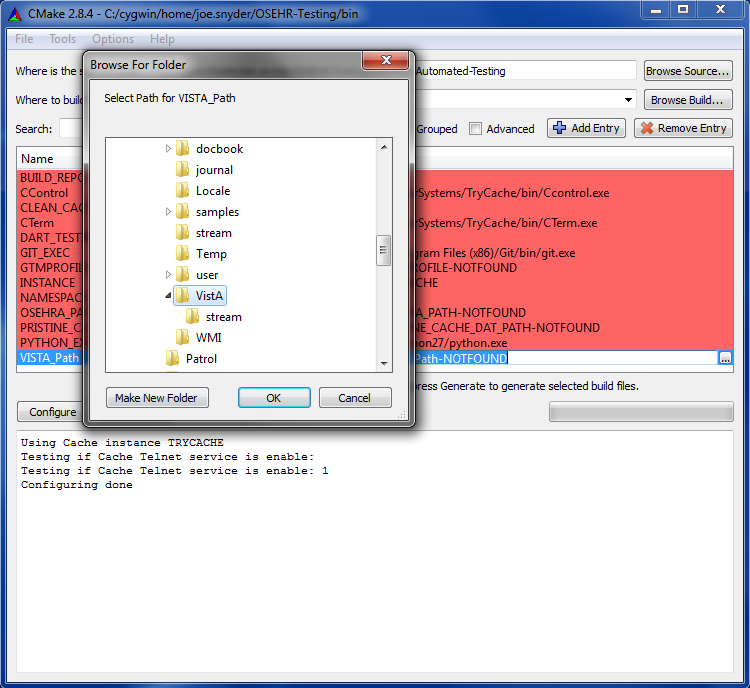 CMake 2.8.4 - C:/cygwin/home/joe.snyder/OSEHR-Testing/bin
File Tools Options Help
Where is the s
Automated-Testing
Browse Source...
Where to build
Browse Build...
Search:
Grouped
Advanced
Add Entry
Remove Entry
Name
BUILD_REPO
CControl
rSystems/TryCache/bin/Ccontrol.exe
CLEAN_CAC
CTerm
rSystems/TryCache/bin/CTerm.exe
DART_TEST
GIT_EXEC
gram Files (x86)/Git/bin/git.exe
GTMPROFIL
ROFILE-NOTFOUND
INSTANCE
CHE
NAMESPAC
OSEHRA_PA
A_PATH-NOTFOUND
PRISTINE_C
NE_CACHE_DAT_PATH-NOTFOUND
PYTHON_EX
hon27/python.exe
VISTA_Path
Path-NOTFOUND
...
Browse For Folder
Select Path for VISTA_Path
docbook
journal
Locale
samples
stream
Temp
user
VistA
stream
WMI
Patrol
Make New Folder
OK
Cancel
press Generate to generate selected build files.
Configure
Using Cache instance TRYCACHE
Testing if Cache Telnet service is enable:
Testing if Cache Telnet service is enable: 1
Configuring done